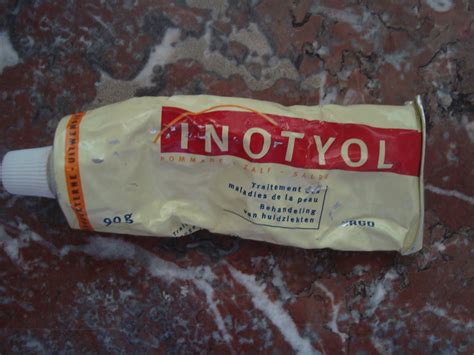 INOTYOL
POMMADE - ZALF - SALBE
Traitement des
maladies de la peau
Behandeling
van huidziekten
90 g